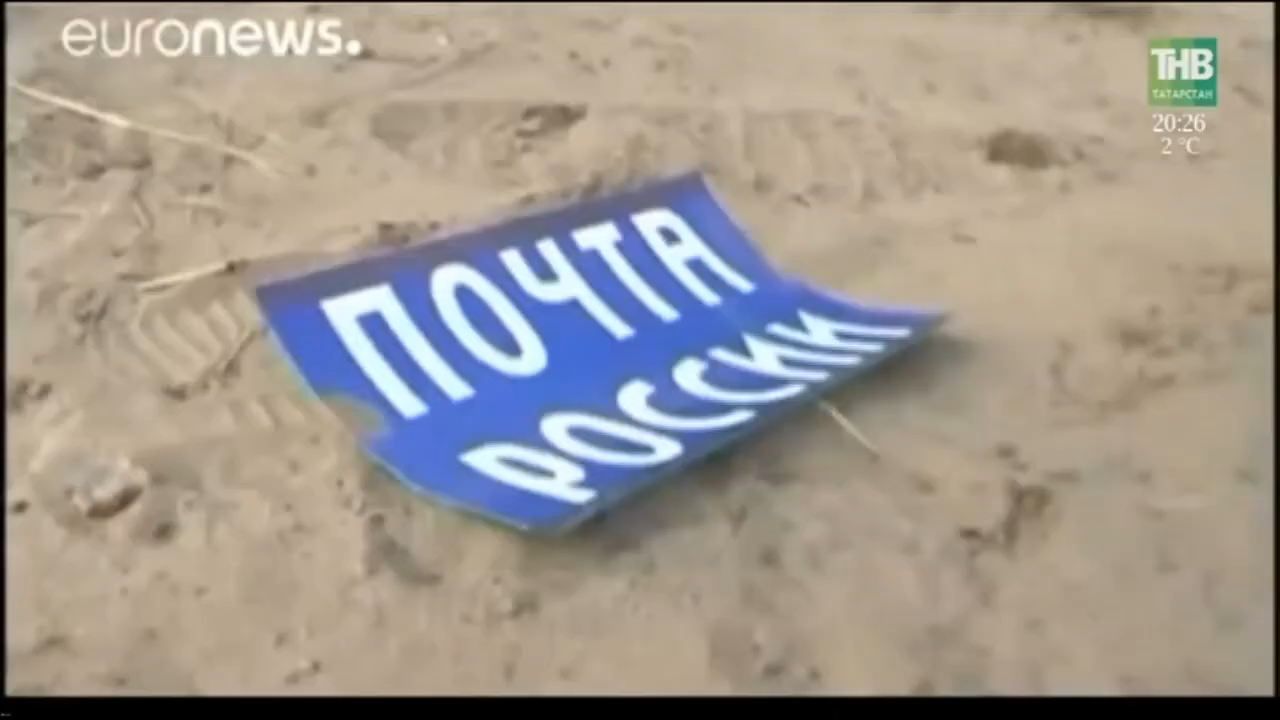 euronews.
ТНВ
ТАТАРСТАН
20:26
2 °C
ПОЧТА
РОССИИ